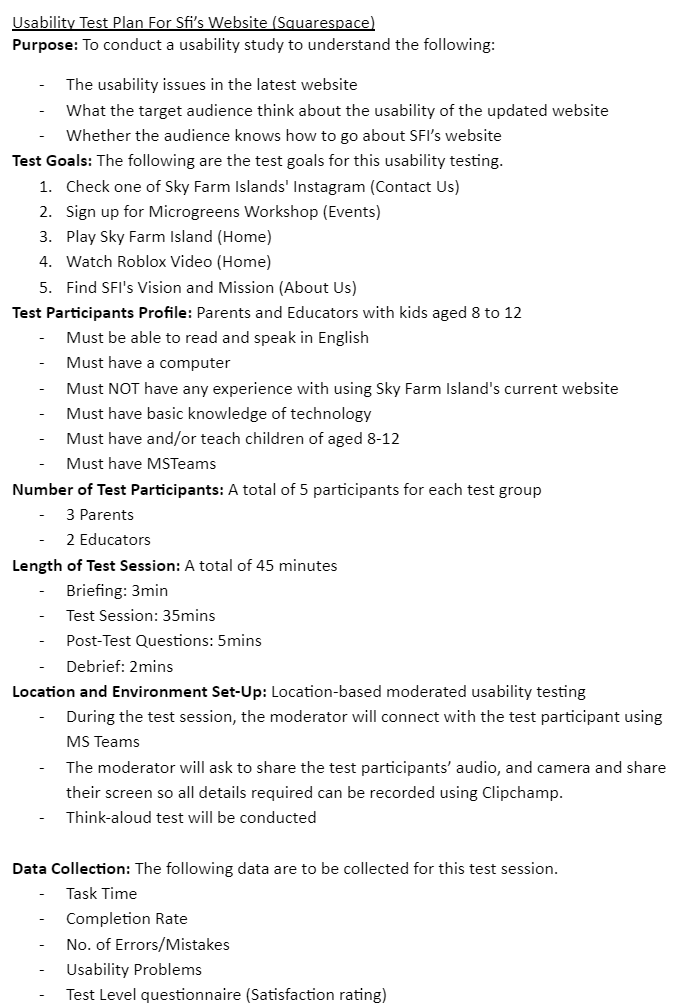 Usability Test Plan For Sfi’s Website (Squarespace)
Purpose: To conduct a usability study to understand the following:
- The usability issues in the latest website
- What the target audience think about the usability of the updated website
- Whether the audience knows how to go about SFI’s website
Test Goals: The following are the test goals for this usability testing.
1. Check one of Sky Farm Islands' Instagram (Contact Us)
2. Sign up for Microgreens Workshop (Events)
3. Play Sky Farm Island (Home)
4. Watch Roblox Video (Home)
5. Find SFI's Vision and Mission (About Us)
Test Participants Profile: Parents and Educators with kids aged 8 to 12
- Must be able to read and speak in English
- Must have a computer
- Must NOT have any experience with using Sky Farm Island's current website
- Must have basic knowledge of technology
- Must have and/or teach children of aged 8-12
- Must have MSTeams
Number of Test Participants: A total of 5 participants for each test group
- 3 Parents
- 2 Educators
Length of Test Session: A total of 45 minutes
- Briefing: 3min
- Test Session: 35mins
- Post-Test Questions: 5mins
- Debrief: 2mins
Location and Environment Set-Up: Location-based moderated usability testing
- During the test session, the moderator will connect with the test participant using
MS Teams
- The moderator will ask to share the test participants’ audio, and camera and share
their screen so all details required can be recorded using Clipchamp.
- Think-aloud test will be conducted
Data Collection: The following data are to be collected for this test session.
- Task Time
- Completion Rate
- No. of Errors/Mistakes
- Usability Problems
- Test Level questionnaire (Satisfaction rating)